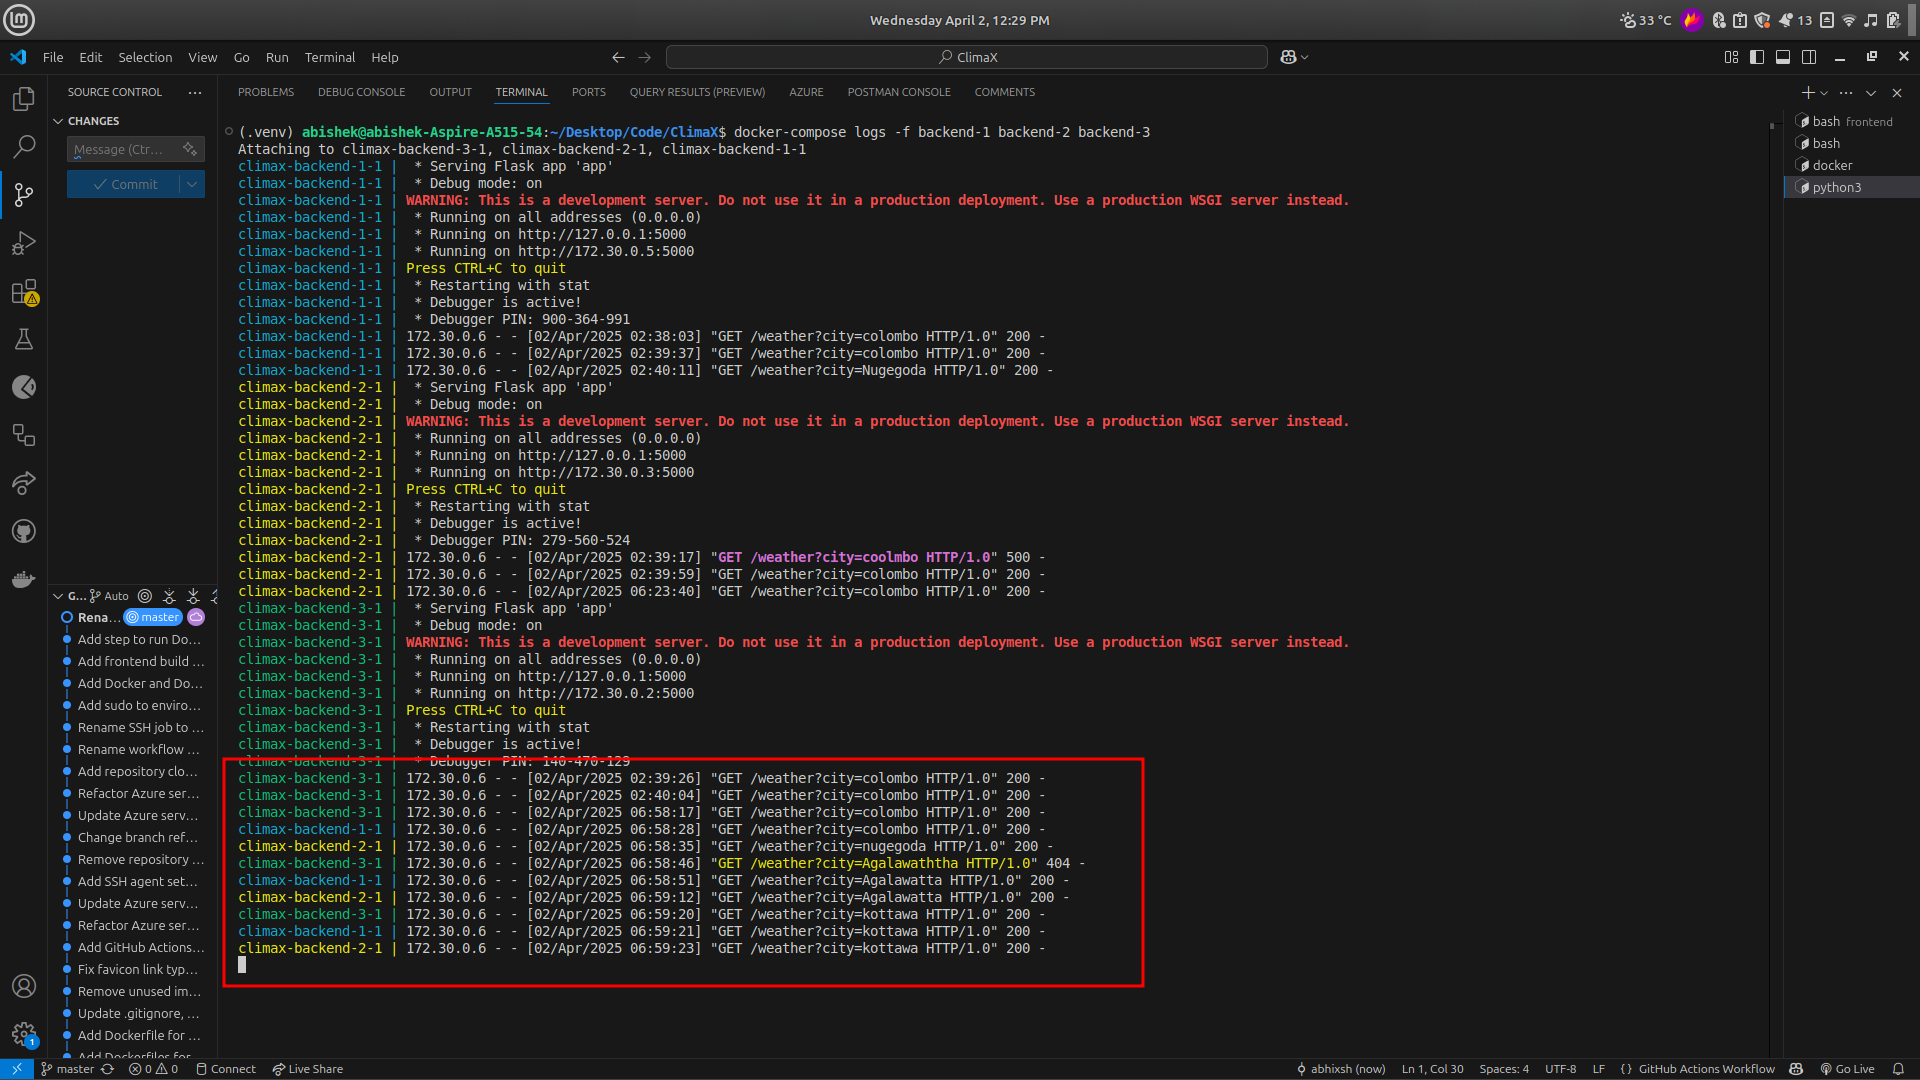 Wednesday April 2, 12:29 PM
33 °C
13
File Edit Selection View Go Run Terminal Help
ClimaX
SOURCE CONTROL
PROBLEMS DEBUG CONSOLE OUTPUT TERMINAL PORTS QUERY RESULTS (PREVIEW) AZURE POSTMAN CONSOLE COMMENTS
CHANGES
Message (Ctr...
Commit
(.venv) abishek@abishek-Aspire-A515-54:~/Desktop/Code/ClimaX$ docker-compose logs -f backend-1 backend-2 backend-3
Attaching to climax-backend-3-1, climax-backend-2-1, climax-backend-1-1
climax-backend-1-1 |  * Serving Flask app 'app'
climax-backend-1-1 |  * Debug mode: on
climax-backend-1-1 | WARNING: This is a development server. Do not use it in a production deployment. Use a production WSGI server instead.
climax-backend-1-1 |  * Running on all addresses (0.0.0.0)
climax-backend-1-1 |  * Running on http://127.0.0.1:5000
climax-backend-1-1 |  * Running on http://172.30.0.5:5000
climax-backend-1-1 | Press CTRL+C to quit
climax-backend-1-1 |  * Restarting with stat
climax-backend-1-1 |  * Debugger is active!
climax-backend-1-1 |  * Debugger PIN: 900-364-991
climax-backend-1-1 | 172.30.0.6 - - [02/Apr/2025 02:38:03] "GET /weather?city=colombo HTTP/1.0" 200 -
climax-backend-1-1 | 172.30.0.6 - - [02/Apr/2025 02:39:37] "GET /weather?city=colombo HTTP/1.0" 200 -
climax-backend-1-1 | 172.30.0.6 - - [02/Apr/2025 02:40:11] "GET /weather?city=Nugegoda HTTP/1.0" 200 -
climax-backend-2-1 |  * Serving Flask app 'app'
climax-backend-2-1 |  * Debug mode: on
climax-backend-2-1 | WARNING: This is a development server. Do not use it in a production deployment. Use a production WSGI server instead.
climax-backend-2-1 |  * Running on all addresses (0.0.0.0)
climax-backend-2-1 |  * Running on http://127.0.0.1:5000
climax-backend-2-1 |  * Running on http://172.30.0.3:5000
climax-backend-2-1 | Press CTRL+C to quit
climax-backend-2-1 |  * Restarting with stat
climax-backend-2-1 |  * Debugger is active!
climax-backend-2-1 |  * Debugger PIN: 279-560-524
climax-backend-2-1 | 172.30.0.6 - - [02/Apr/2025 02:39:17] "GET /weather?city=coolmbo HTTP/1.0" 500 -
climax-backend-2-1 | 172.30.0.6 - - [02/Apr/2025 02:39:59] "GET /weather?city=colombo HTTP/1.0" 200 -
climax-backend-2-1 | 172.30.0.6 - - [02/Apr/2025 06:23:40] "GET /weather?city=colombo HTTP/1.0" 200 -
climax-backend-3-1 |  * Serving Flask app 'app'
climax-backend-3-1 |  * Debug mode: on
climax-backend-3-1 | WARNING: This is a development server. Do not use it in a production deployment. Use a production WSGI server instead.
climax-backend-3-1 |  * Running on all addresses (0.0.0.0)
climax-backend-3-1 |  * Running on http://127.0.0.1:5000
climax-backend-3-1 |  * Running on http://172.30.0.2:5000
climax-backend-3-1 | Press CTRL+C to quit
climax-backend-3-1 |  * Restarting with stat
climax-backend-3-1 |  * Debugger is active!
climax-backend-3-1 |  * Debugger PIN: 140-470-129
climax-backend-3-1 | 172.30.0.6 - - [02/Apr/2025 02:39:26] "GET /weather?city=colombo HTTP/1.0" 200 -
climax-backend-3-1 | 172.30.0.6 - - [02/Apr/2025 02:40:04] "GET /weather?city=colombo HTTP/1.0" 200 -
climax-backend-3-1 | 172.30.0.6 - - [02/Apr/2025 06:58:17] "GET /weather?city=colombo HTTP/1.0" 200 -
climax-backend-1-1 | 172.30.0.6 - - [02/Apr/2025 06:58:28] "GET /weather?city=colombo HTTP/1.0" 200 -
climax-backend-2-1 | 172.30.0.6 - - [02/Apr/2025 06:58:35] "GET /weather?city=nugegoda HTTP/1.0" 200 -
climax-backend-3-1 | 172.30.0.6 - - [02/Apr/2025 06:58:46] "GET /weather?city=Agalawaththa HTTP/1.0" 404 -
climax-backend-1-1 | 172.30.0.6 - - [02/Apr/2025 06:58:51] "GET /weather?city=Agalawatta HTTP/1.0" 200 -
climax-backend-2-1 | 172.30.0.6 - - [02/Apr/2025 06:59:12] "GET /weather?city=Agalawatta HTTP/1.0" 200 -
climax-backend-3-1 | 172.30.0.6 - - [02/Apr/2025 06:59:20] "GET /weather?city=kottawa HTTP/1.0" 200 -
climax-backend-1-1 | 172.30.0.6 - - [02/Apr/2025 06:59:21] "GET /weather?city=kottawa HTTP/1.0" 200 -
climax-backend-2-1 | 172.30.0.6 - - [02/Apr/2025 06:59:23] "GET /weather?city=kottawa HTTP/1.0" 200 -
bash frontend
bash
docker
python3
G... Auto
Rena... master
Add step to run Do...
Add frontend build ...
Add Docker and Do...
Add sudo to enviro...
Rename SSH job to ...
Rename workflow ...
Add repository clo...
Refactor Azure ser...
Update Azure serv...
Change branch ref...
Remove repository ...
Add SSH agent set...
Update Azure serv...
Refactor Azure ser...
Add GitHub Actions...
Fix favicon link typ...
Remove unused im...
Update .gitignore, ...
Add Dockerfile for ...
Add Dockerfiles for
1
master 0 0 Connect Live Share
abhixsh (now) Ln 1, Col 30 Spaces: 4 UTF-8 LF {} GitHub Actions Workflow Go Live